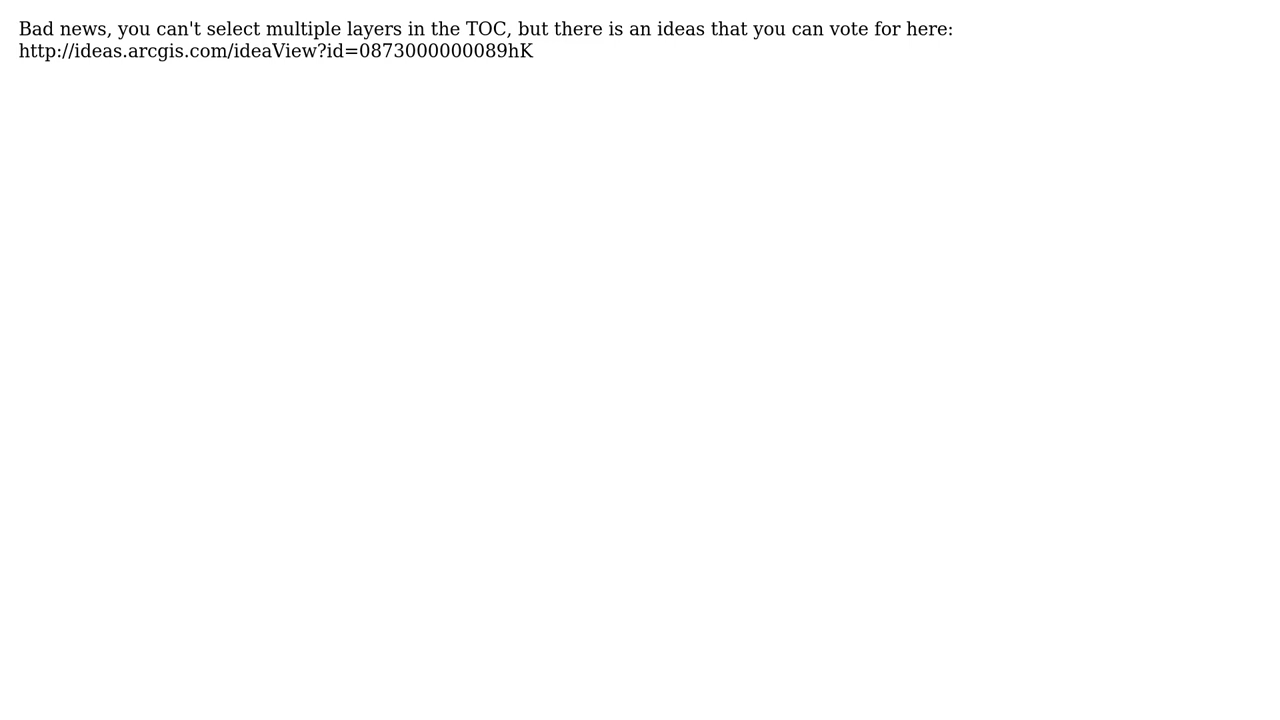 Bad news, you can't select multiple layers in the TOC, but there is an ideas that you can vote for here:
http://ideas.arcgis.com/ideaView?id=0873000000089hK